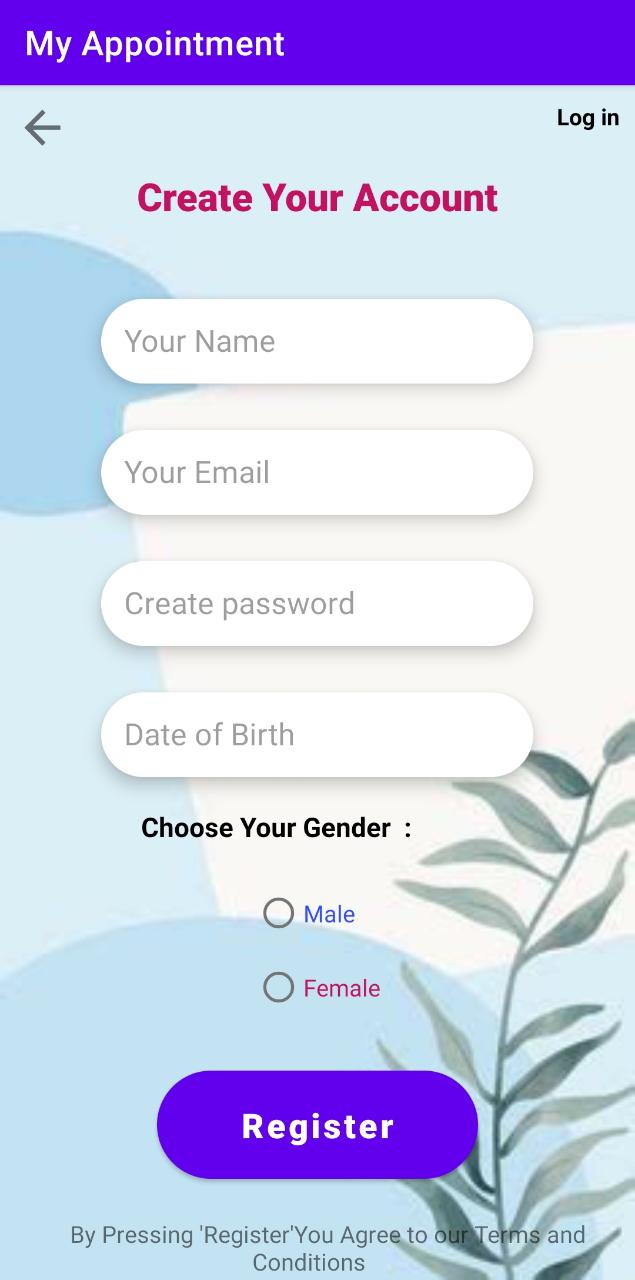 My Appointment
Log in
Create Your Account
Your Name
Your Email
Create password
Date of Birth
Choose Your Gender  :
Male
Female
Register
By Pressing 'Register'You Agree to our Terms and
Conditions